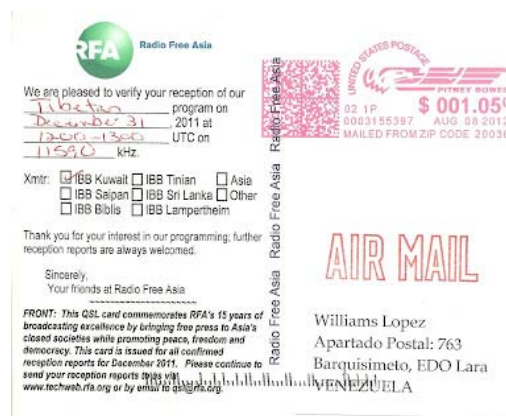 RFA
Radio Free Asia
We are pleased to verify your reception of our
Tibetan program on
December 31, 2011 at
1200-1300 UTC on
11590 kHz.
Xmtr: IBB Kuwait IBB Tinian Asia
IBB Saipan IBB Sri Lanka Other
IBB Biblis IBB Lampertheim
Thank you for your interest in our programming; further
reception reports are always welcomed.
Sincerely,
Your friends at Radio Free Asia
FRONT: This QSL card commemorates RFA's 15 years of
broadcasting excellence by bringing free press to Asia's
closed societies while promoting peace, freedom and
democracy. This card is issued for all confirmed
reception reports for December 2011. Please continue to
send your reception reports to us via
www.techweb.rfa.org or by email to qsl@rfa.org.
Radio Free Asia Radio Free Asia Radio Free Asia Radio Free Asia
UNITED STATES POSTAGE
PITNEY BOWES
02 1P $ 001.05
0003155397 AUG 08 2012
MAILED FROM ZIP CODE 20036
AIR MAIL
Williams Lopez
Apartado Postal: 763
Barquisimeto, EDO Lara
VENEZUELA